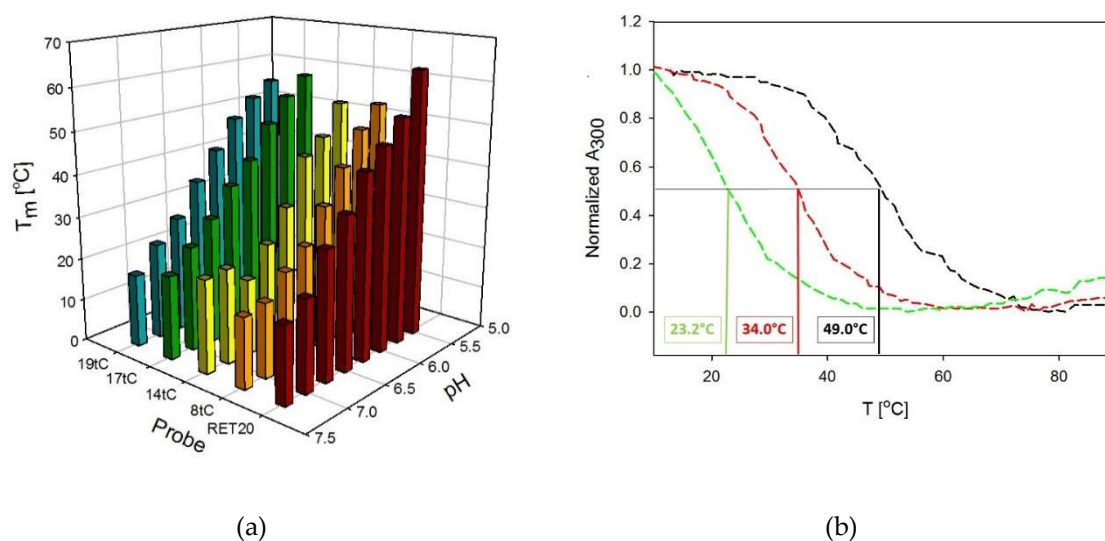 (a)
T_m [°C]
70
60
50
40
30
20
10
0
19tC
17tC
14tC
8tC
RET20
Probe
7.5
7.0
6.5
6.0
5.5
5.0
pH
(b)
Normalized A300
1.2
1.0
0.8
0.6
0.4
0.2
0.0
23.2°C 34.0°C 49.0°C
20 40 60 80
T [°C]
(a) (b)